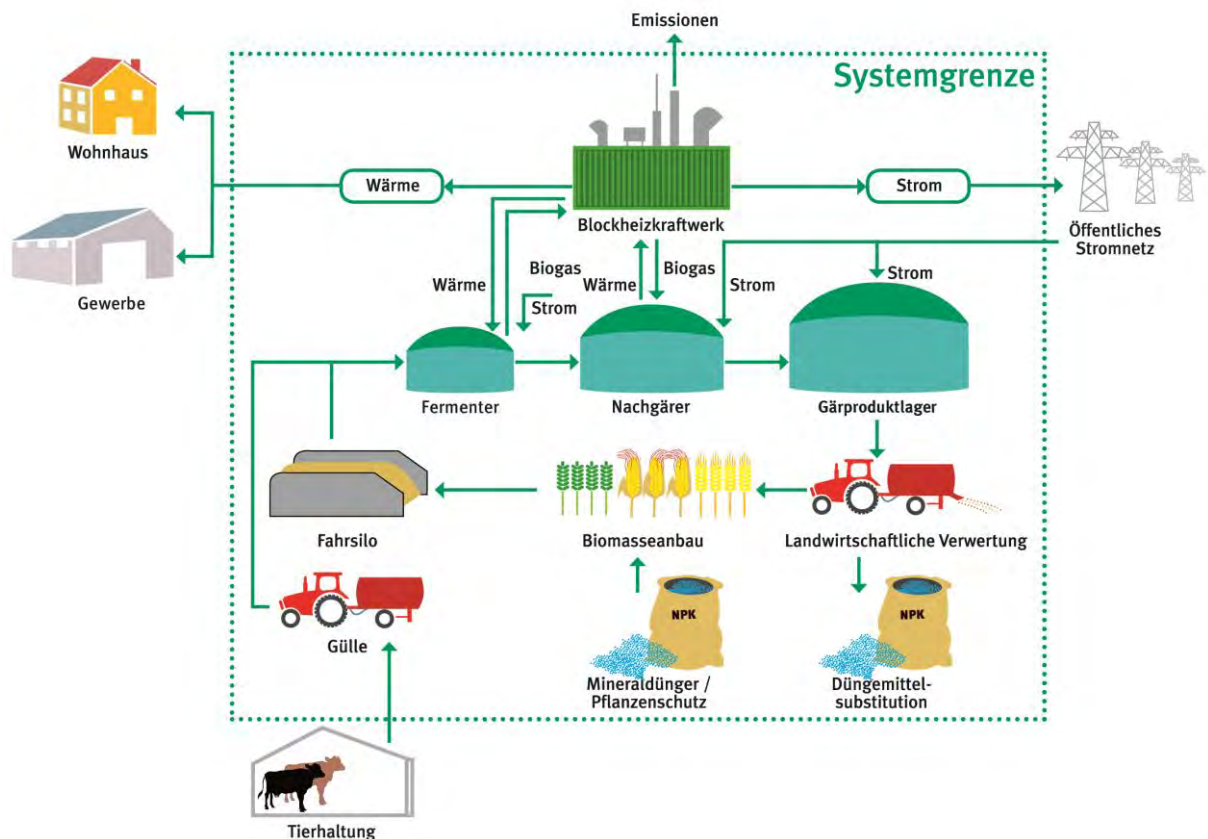 Emissionen
Systemgrenze
Wohnhaus
Wärme
Strom
Blockheizkraftwerk
Öffentliches
Stromnetz
Gewerbe
Wärme
Biogas
Strom
Wärme
Biogas
Strom
Strom
Fermenter
Nachgärer
Gärproduktlager
Fahrsilo
Biomasseanbau
Landwirtschaftliche Verwertung
Gülle
NPK
NPK
Mineraldünger /
Pflanzenschutz
Düngemittel-
substitution
Tierhaltung